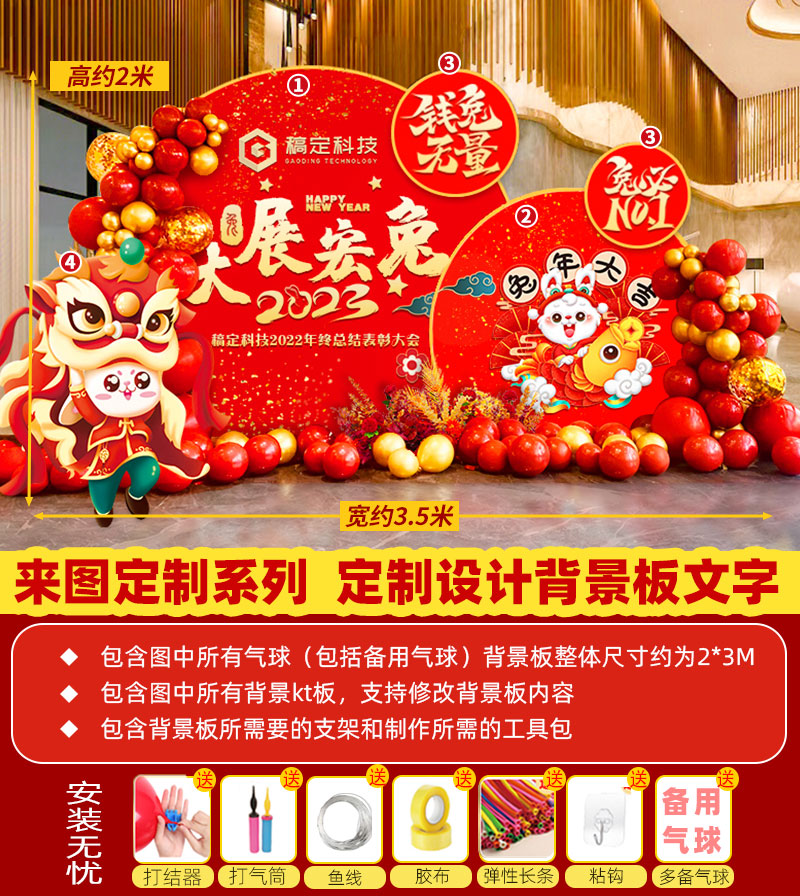 高约2米
①
③
钱兔
无量
③
兔必
NO.1
稿定科技
GAODING TECHNOLOGY
HAPPY
NEW YEAR
兔
大展宏兔
2023
稿定科技2022年终总结表彰大会
②
兔年大吉
④
宽约3.5米
来图定制系列 定制设计背景板文字
◆ 包含图中所有气球（包括备用气球）背景板整体尺寸约为2*3M
◆ 包含图中所有背景kt板，支持修改背景板内容
◆ 包含背景板所需要的支架和制作所需的工具包
安装无忧
送 送 送 送 送 送 送
备用
气球
打结器 打气筒 鱼线 胶布 弹性长条 粘钩 多备气球